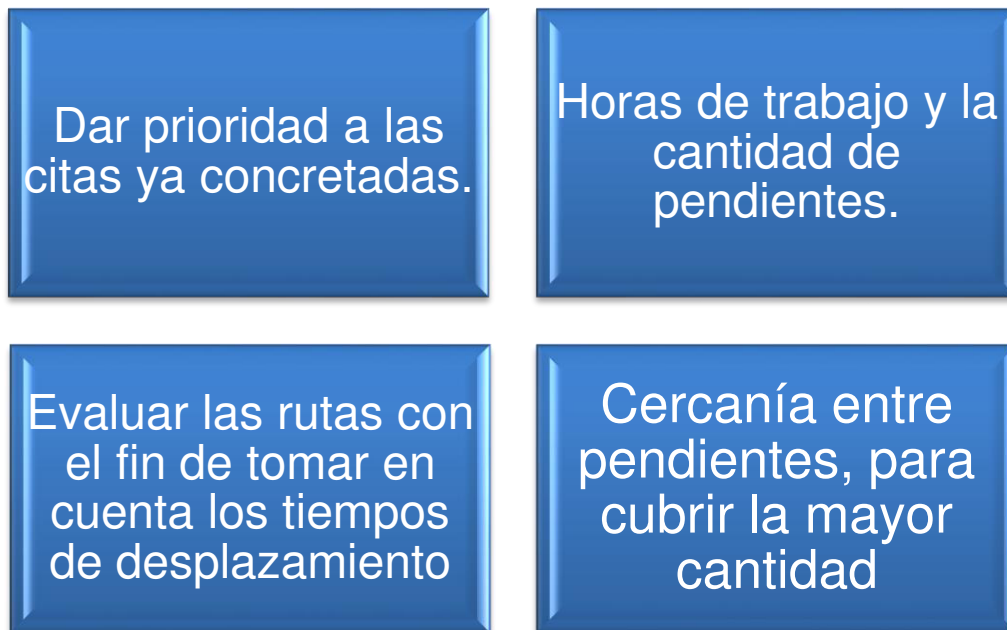 Dar prioridad a las
citas ya concretadas.
Horas de trabajo y la
cantidad de
pendientes.
Evaluar las rutas con
el fin de tomar en
cuenta los tiempos
de desplazamiento
Cercanía entre
pendientes, para
cubrir la mayor
cantidad